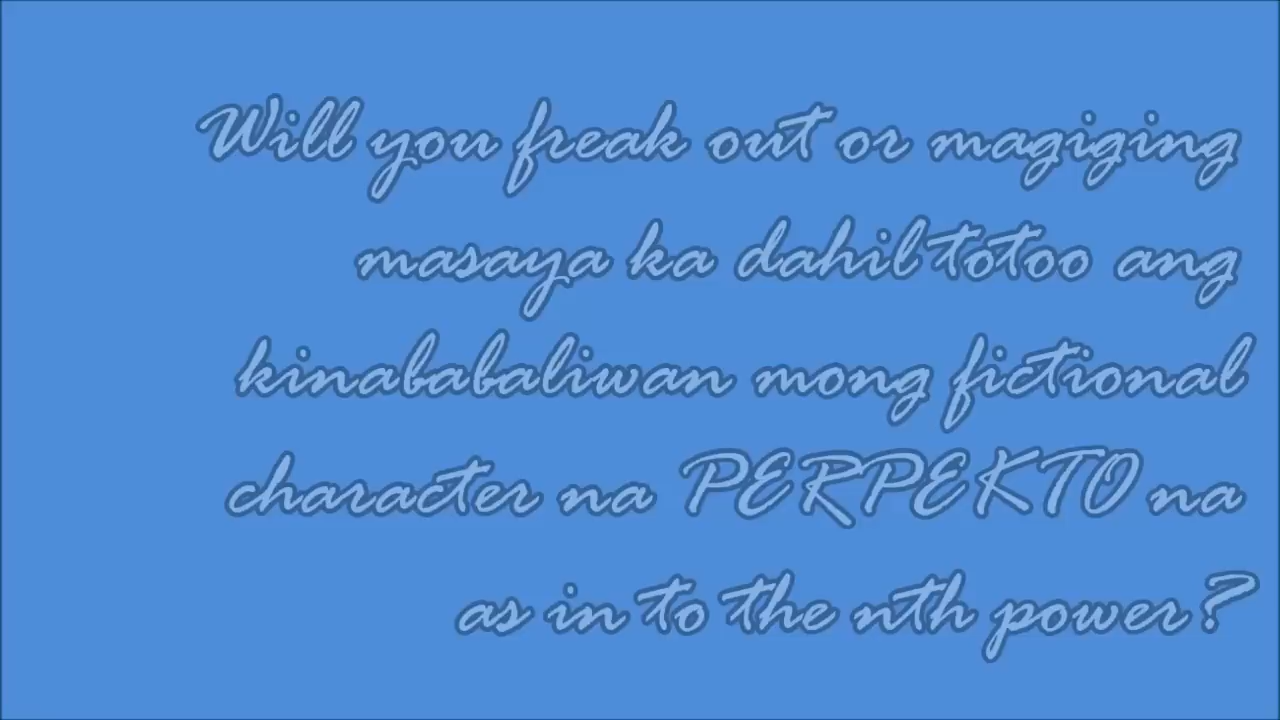 Will you freak out or magiging
masaya ka dahil totoo ang
kinababaliwan mong fictional
character na PERPEKTO na
as in to the nth power?